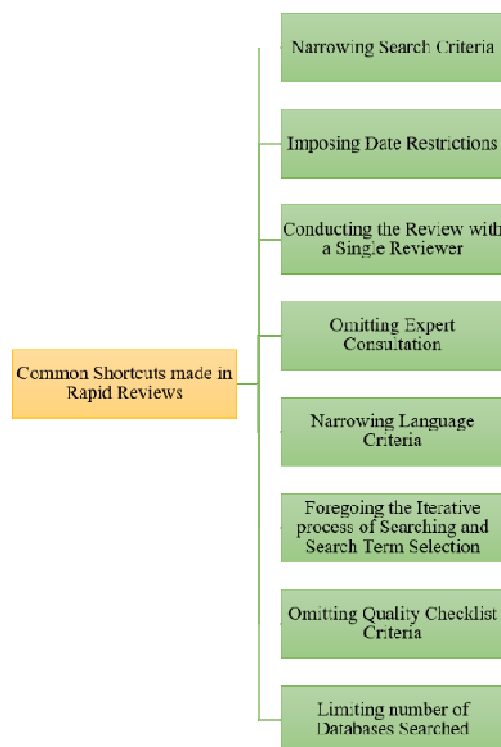 Narrowing Search Criteria
Imposing Date Restrictions
Conducting the Review with
a Single Reviewer
Omitting Expert
Consultation
Common Shortcuts made in
Rapid Reviews
Narrowing Language
Criteria
Foregoing the Iterative
process of Searching and
Search Term Selection
Omitting Quality Checklist
Criteria
Limiting number of
Databases Searched